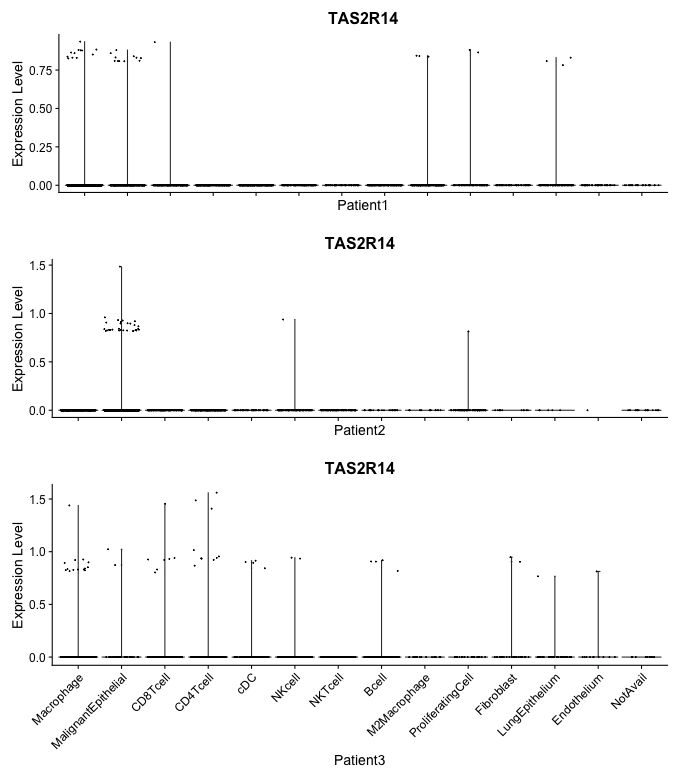 TAS2R14
Expression Level
0.75
0.50
0.25
0.00
Patient1
TAS2R14
Expression Level
1.5
1.0
0.5
0.0
Patient2
TAS2R14
Expression Level
1.5
1.0
0.5
0.0
Macrophage
MalignantEpithelial
CD8Tcell
CD4Tcell
cDC
NKcell
NKTcell
Bcell
M2Macrophage
ProliferatingCell
Fibroblast
LungEpithelium
Endothelium
NotAvail
Patient3